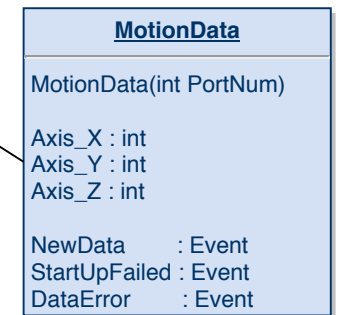 MotionData
MotionData(int PortNum)
Axis_X : int
Axis_Y : int
Axis_Z : int
NewData : Event
StartUpFailed : Event
DataError : Event